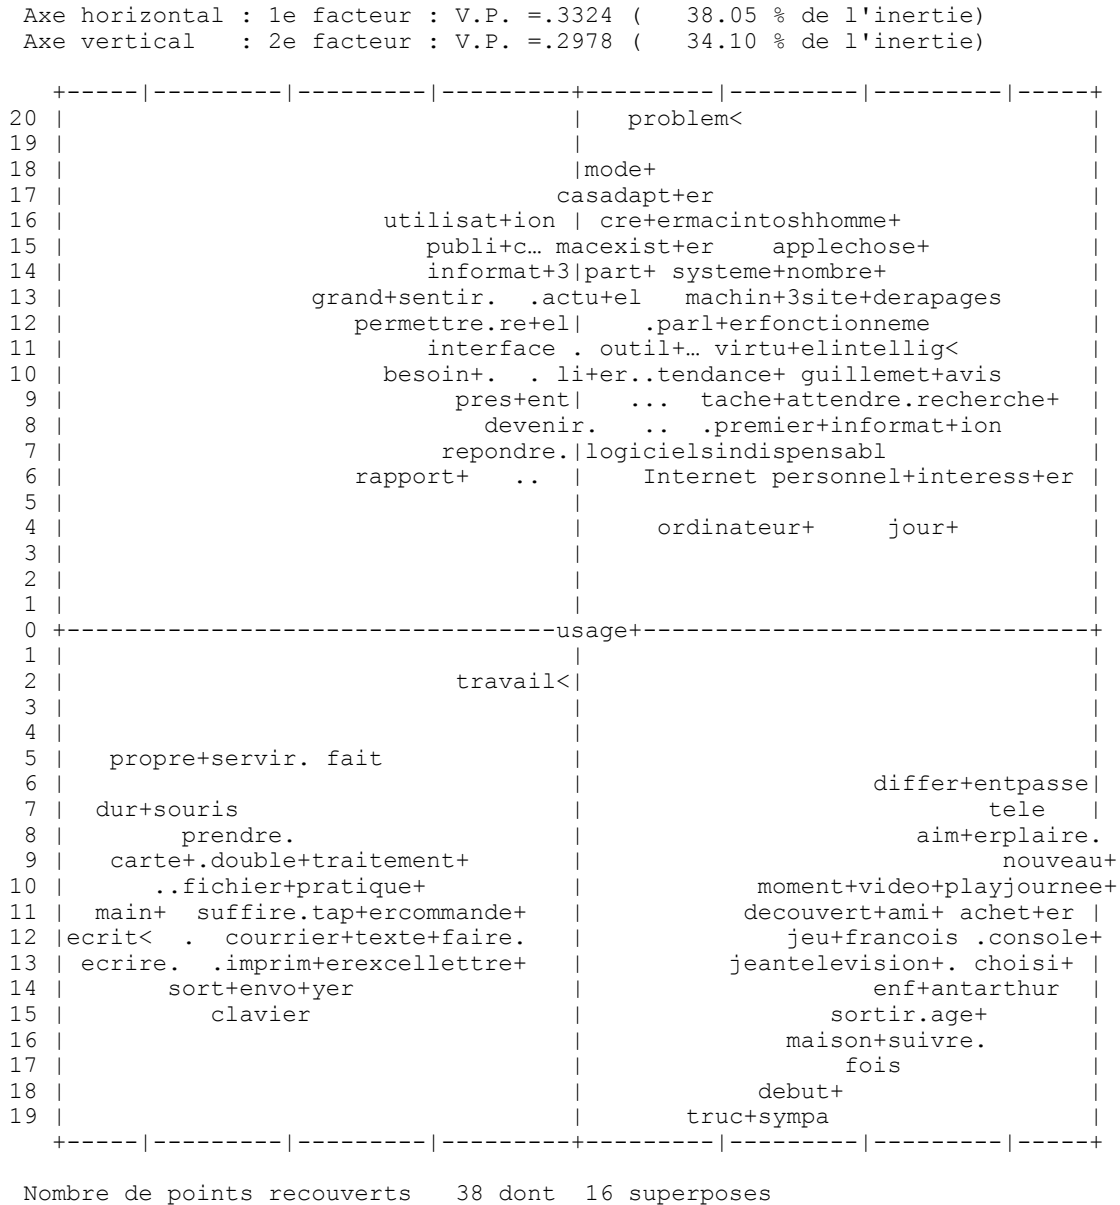 Axe horizontal : 1e facteur : V.P. =.3324 (   38.05 % de l'inertie)
Axe vertical   : 2e facteur : V.P. =.2978 (   34.10 % de l'inertie)
   +-----|---------|---------|---------+---------|---------|---------|-----+
20 |                                   |   problem<                        |
19 |                                   |                                   |
18 |                                   |mode+                              |
17 |                                  casadapt+er                          |
16 |                      utilisat+ion | cre+ermacintoshhomme+             |
15 |                         publi+c… macexist+er    applechose+           |
14 |                         informat+3|part+ systeme+nombre+              |
13 |                 grand+sentir.  .actu+el   machin+3site+derapages      |
12 |                    permettre.re+el|    .parl+erfonctionneme           |
11 |                         interface . outil+… virtu+elintellig<         |
10 |                      besoin+.  . li+er..tendance+ guillemet+avis      |
 9 |                           pres+ent|   ...  tache+attendre.recherche+  |
 8 |                             devenir.   ..  .premier+informat+ion      |
 7 |                          repondre.|logicielsindispensabl              |
 6 |                    rapport+   ..  |    Internet personnel+interess+er |
 5 |                                   |                                   |
 4 |                                   |     ordinateur+     jour+         |
 3 |                                   |                                   |
 2 |                                   |                                   |
 1 |                                   |                                   |
 0 +----------------------------------usage+-------------------------------+
 1 |                                   |                                   |
 2 |                           travail<|                                   |
 3 |                                   |                                   |
 4 |                                   |                                   |
 5 |   propre+servir. fait             |                                   |
 6 |                                   |                    differ+entpasse|
 7 |  dur+souris                       |                            tele   |
 8 |        prendre.                   |                       aim+erplaire.
 9 |   carte+.double+traitement+       |                             nouveau+
10 |      ..fichier+pratique+          |            moment+video+playjournee+
11 |  main+  suffire.tap+ercommande+   |           decouvert+ami+ achet+er |
12 |ecrit<  .  courrier+texte+faire.   |              jeu+francois .console+
13 | ecrire.  .imprim+erexcellettre+   |          jeantelevision+. choisi+ |
14 |       sort+envo+yer               |                    enf+antarthur  |
15 |          clavier                  |                 sortir.age+       |
16 |                                   |              maison+suivre.       |
17 |                                   |                  fois             |
18 |                                   |            debut+                 |
19 |                                   |       truc+sympa                  |
   +-----|---------|---------|---------+---------|---------|---------|-----+
Nombre de points recouverts   38 dont  16 superposes